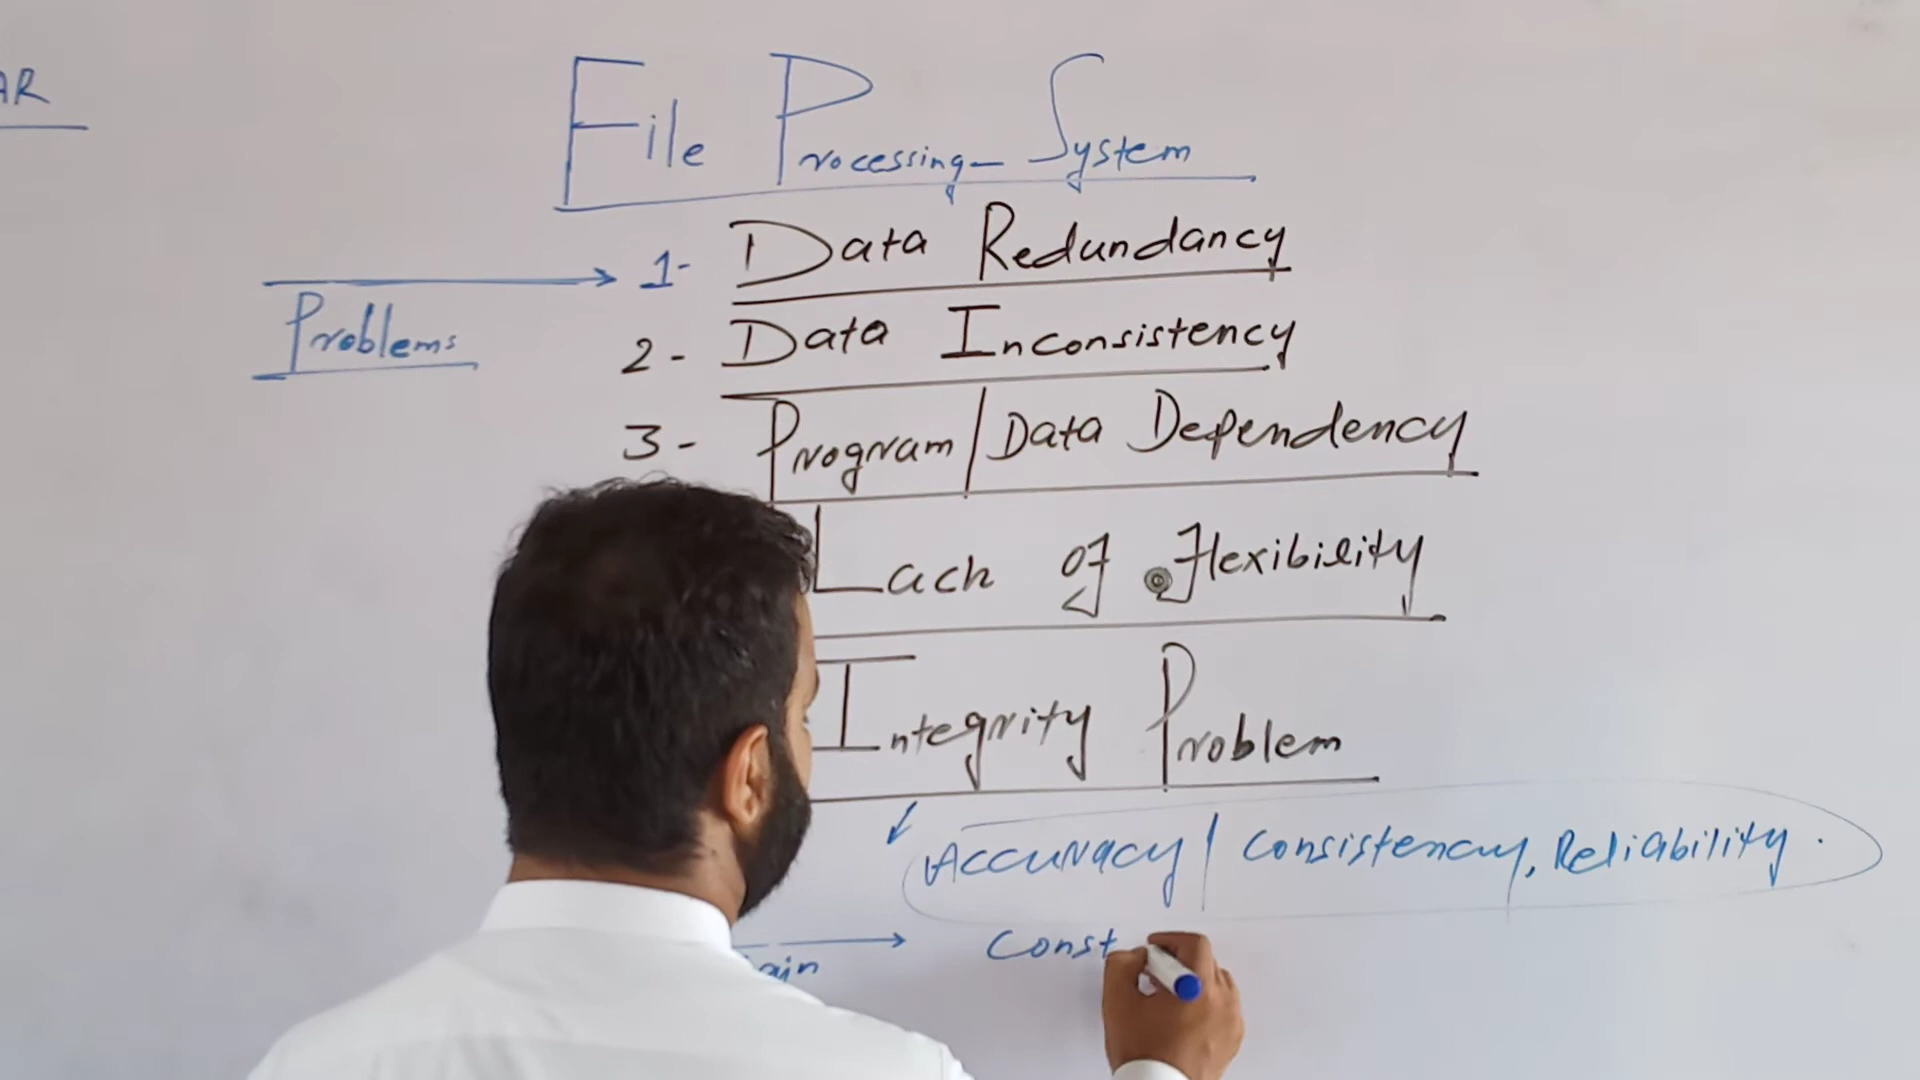 AR
File Processing System
Problems
1- Data Redundancy
2- Data Inconsistency
3- Program/Data Dependency
Lack of Flexibility
Integrity Problem
Accuracy/Consistency, Reliability.
Const